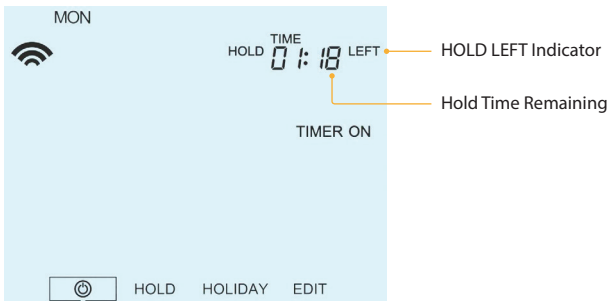 MON
TIME
HOLD 01:18 LEFT
HOLD LEFT Indicator
Hold Time Remaining
TIMER ON
HOLD HOLIDAY EDIT